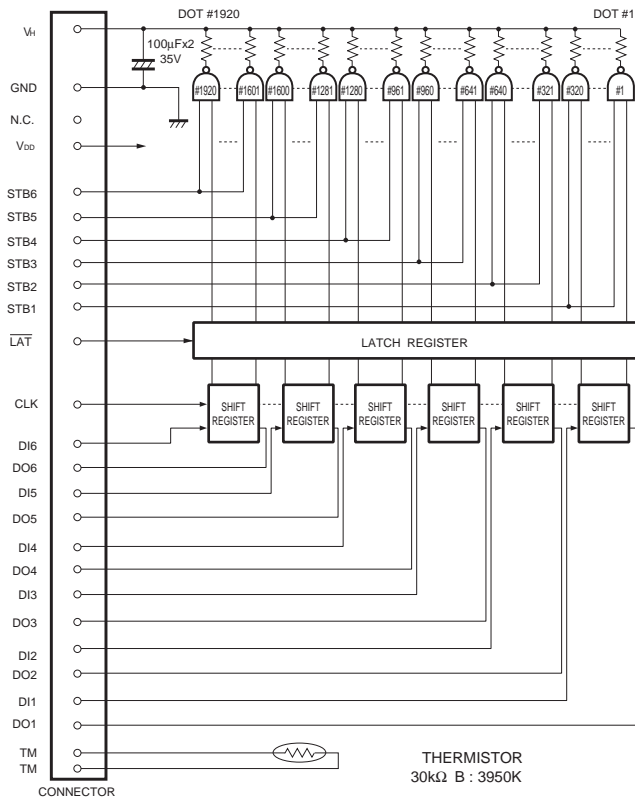 DOT #1920
DOT #1
VH
100μFx2
35V
GND
#1920
#1601
#1600
#1281
#1280
#961
#960
#641
#640
#321
#320
#1
N.C.
VDD
STB6
STB5
STB4
STB3
STB2
STB1
LAT
LATCH REGISTER
CLK
SHIFT
REGISTER
SHIFT
REGISTER
SHIFT
REGISTER
SHIFT
REGISTER
SHIFT
REGISTER
SHIFT
REGISTER
DI6
DO6
DI5
DO5
DI4
DO4
DI3
DO3
DI2
DO2
DI1
DO1
TM
TM
THERMISTOR
30kΩ B : 3950K
CONNECTOR